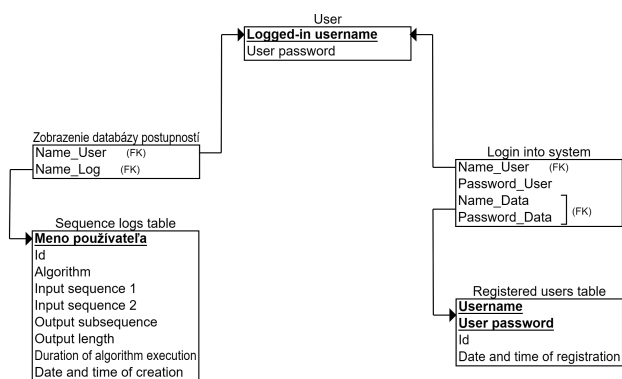 User
Logged-in username
User password
Zobrazenie databázy postupností
Name_User (FK)
Name_Log (FK)
Login into system
Name_User (FK)
Password_User
Name_Data
Password_Data
(FK)
Sequence logs table
Meno používateľa
Id
Algorithm
Input sequence 1
Input sequence 2
Output subsequence
Output length
Duration of algorithm execution
Date and time of creation
Registered users table
Username
User password
Id
Date and time of registration